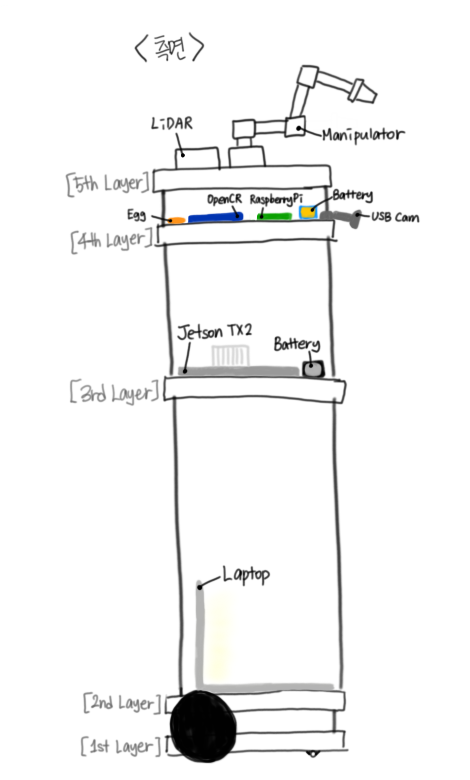 <측면>
LiDAR
Manipulator
[5th Layer]
OpenCR
RaspberryPi
Battery
Egg
USB Cam
[4th Layer]
Jetson TX2
Battery
[3rd Layer]
Laptop
[2nd Layer]
[1st Layer]